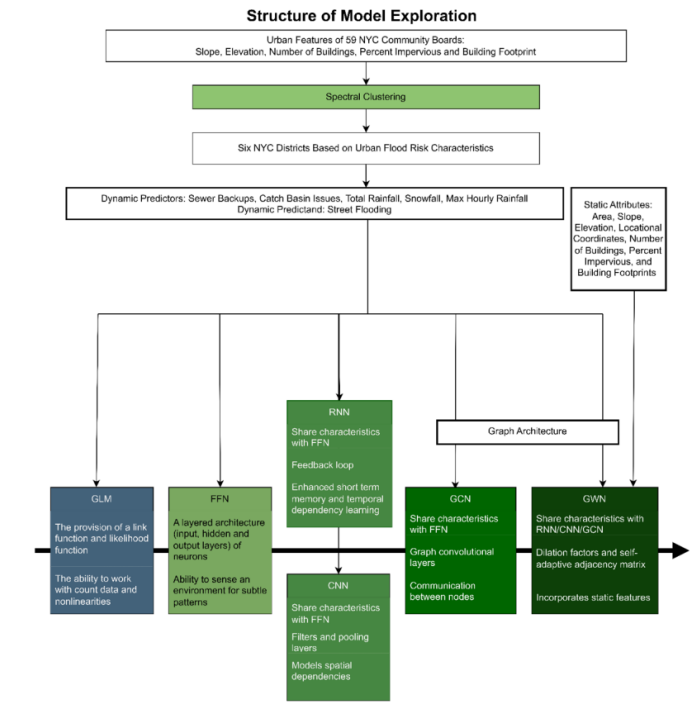 Structure of Model Exploration
Urban Features of 59 NYC Community Boards:
Slope, Elevation, Number of Buildings, Percent Impervious and Building Footprint
Spectral Clustering
Six NYC Districts Based on Urban Flood Risk Characteristics
Dynamic Predictors: Sewer Backups, Catch Basin Issues, Total Rainfall, Snowfall, Max Hourly Rainfall
Dynamic Predictand: Street Flooding
Static Attributes:
Area, Slope,
Elevation, Locational
Coordinates, Number
of Buildings, Percent
Impervious, and
Building Footprints
RNN
Share characteristics
with FFN
Feedback loop
Enhanced short term
memory and temporal
dependency learning
Graph Architecture
GLM
The provision of a link
function and likelihood
function
The ability to work
with count data and
nonlinearities
FFN
A layered architecture
(input, hidden and
output layers) of
neurons
Ability to sense an
environment for subtle
patterns
CNN
Share characteristics
with FFN
Filters and pooling
layers
Models spatial
dependencies
GCN
Share characteristics
with FFN
Graph convolutional
layers
Communication
between nodes
GWN
Share characteristics with
RNN/CNN/GCN
Dilation factors and self-
adaptive adjacency matrix
Incorporates static features